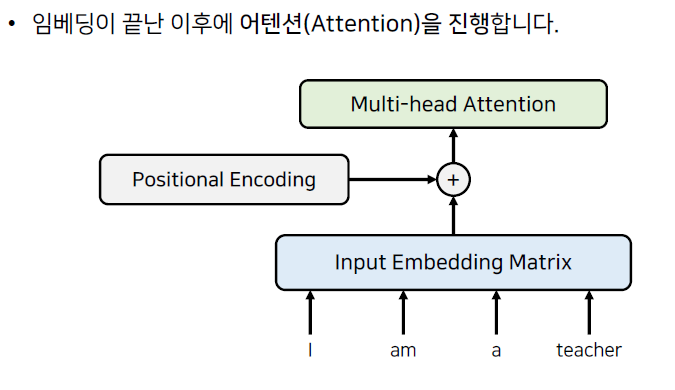 • 임베딩이 끝난 이후에 어텐션(Attention)을 진행합니다.
Multi-head Attention
Positional Encoding
+
Input Embedding Matrix
I am a teacher